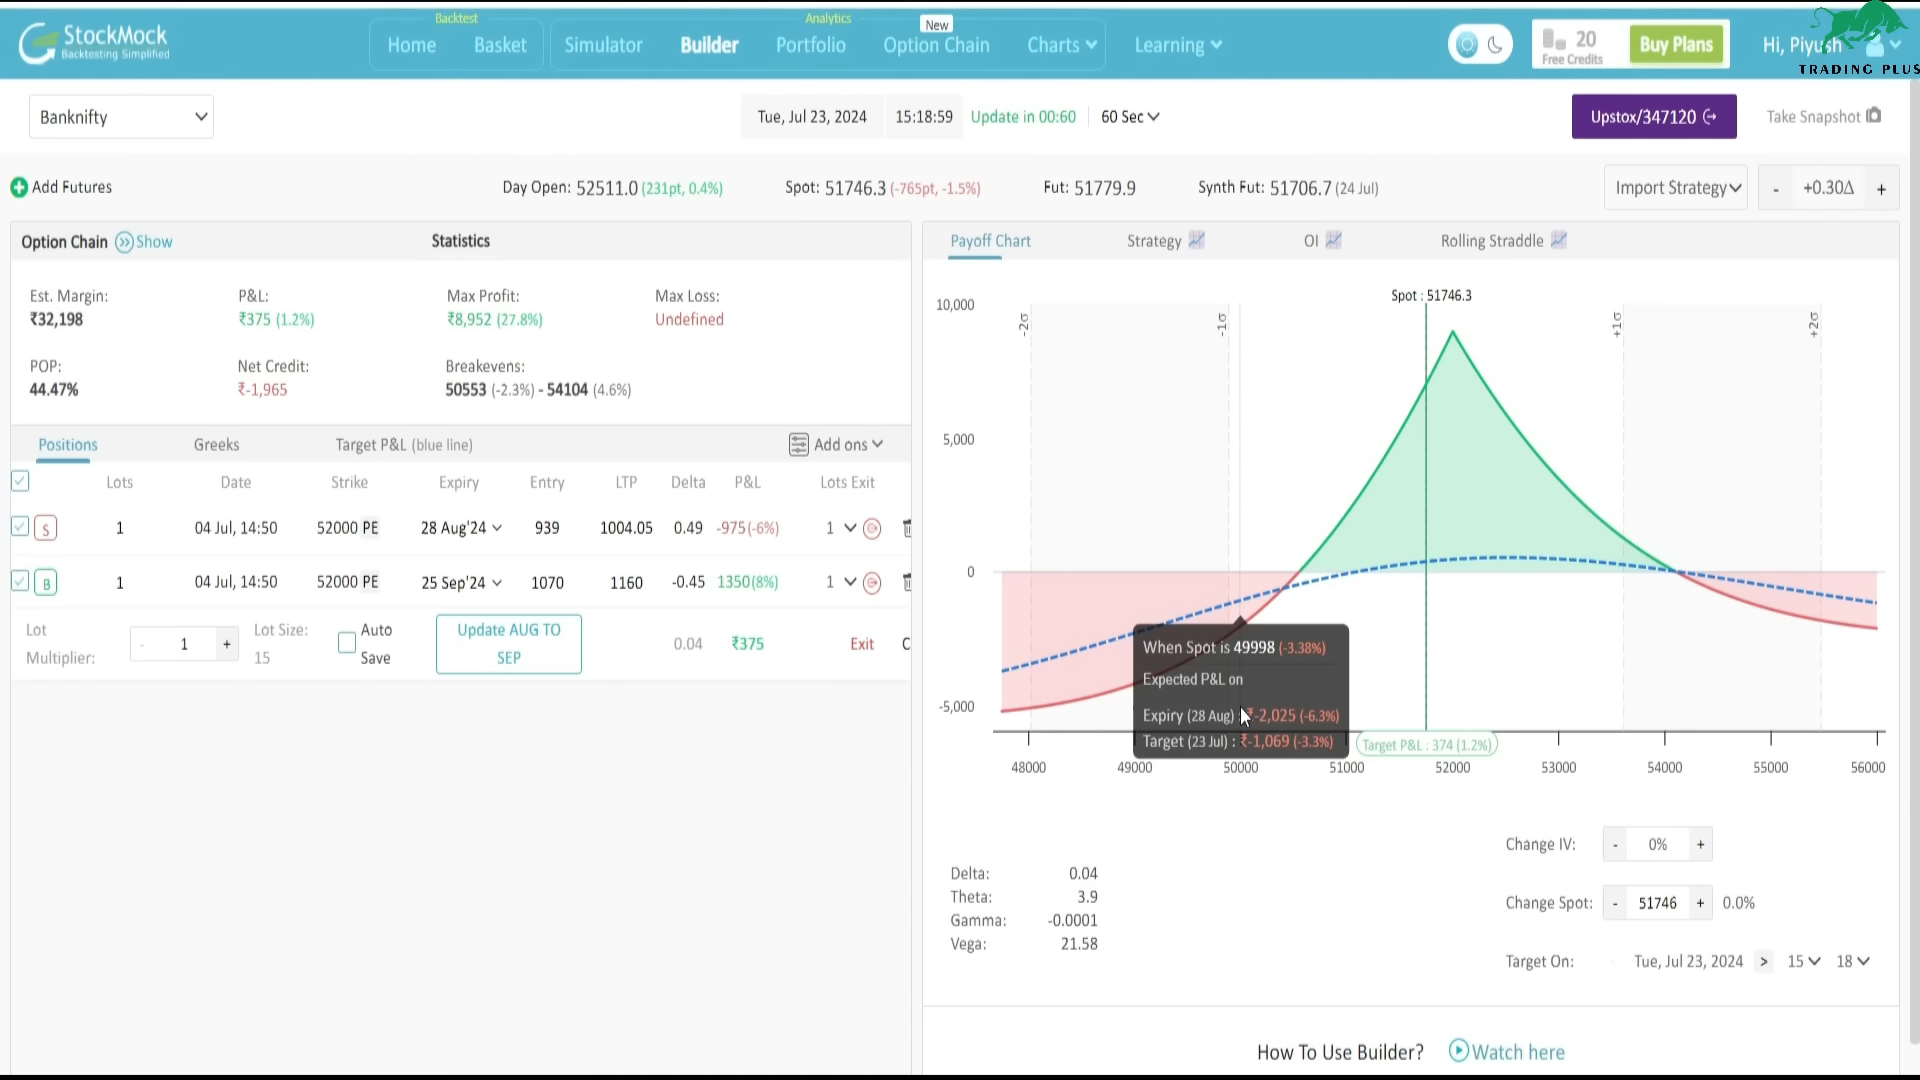 StockMock
Backtesting Simplified
Backtest
Home Basket
Simulator Builder
Analytics
Portfolio
New
Option Chain Charts
Learning
20
Free Credits
Buy Plans
Hi, Piyush
TRADING PLUS
Banknifty
Tue, Jul 23, 2024 15:18:59 Update in 00:60 60 Sec
Upstox/347120
Take Snapshot
Add Futures
Day Open: 52511.0 (231pt, 0.4%) Spot: 51746.3 (-765pt, -1.5%) Fut: 51779.9 Synth Fut: 51706.7 (24 Jul)
Import Strategy - +0.30Δ +
Option Chain Show Statistics
Est. Margin: P&L: Max Profit: Max Loss:
₹32,198 ₹375 (1.2%) ₹8,952 (27.8%) Undefined
POP: Net Credit: Breakevens:
44.47% ₹-1,965 50553 (-2.3%) - 54104 (4.6%)
Positions Greeks Target P&L (blue line) Add ons
Lots Date Strike Expiry Entry LTP Delta P&L Lots Exit
S 1 04 Jul, 14:50 52000 PE 28 Aug'24 939 1004.05 0.49 -975(-6%) 1
B 1 04 Jul, 14:50 52000 PE 25 Sep'24 1070 1160 -0.45 1350(8%) 1
Lot
Multiplier:
- 1 +
Lot Size:
15
Auto
Save
Update AUG TO
SEP
0.04 ₹375 Exit C
Payoff Chart Strategy OI Rolling Straddle
Spot : 51746.3
10,000
5,000
0
-5,000
-2σ -1σ +1σ +2σ
When Spot is 49998 (-3.38%)
Expected P&L on
Expiry (28 Aug) ₹-2,025 (-6.3%)
Target (23 Jul) : ₹-1,069 (-3.3%)
Target P&L : 374 (1.2%)
48000 49000 50000 51000 52000 53000 54000 55000 56000
Delta: 0.04
Theta: 3.9
Gamma: -0.0001
Vega: 21.58
Change IV: - 0% +
Change Spot: - 51746 + 0.0%
Target On: Tue, Jul 23, 2024 > 15 18
How To Use Builder? Watch here